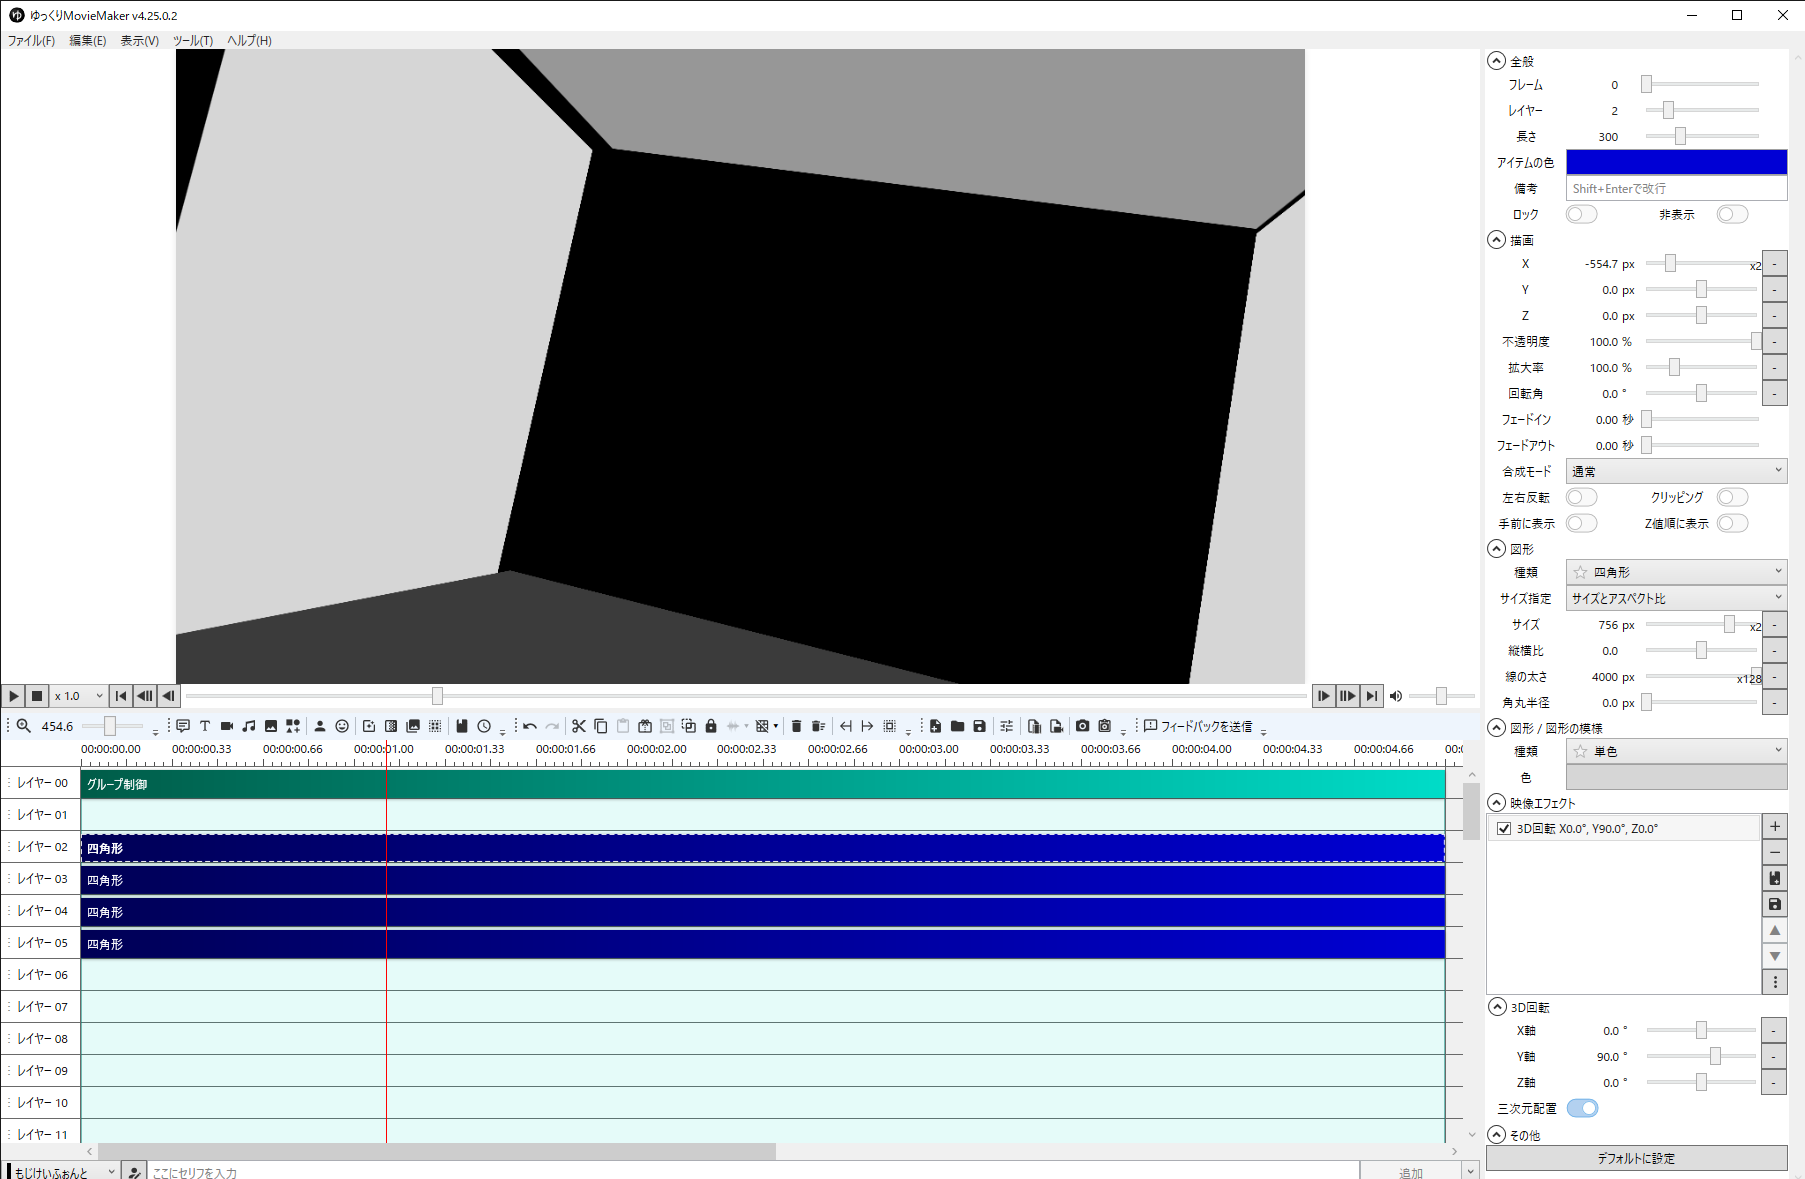 ゆっくりMovieMaker v4.25.0.2
ファイル(F) 編集(E) 表示(V) ツール(T) ヘルプ(H)
全般
フレーム 0
レイヤー 2
長さ 300
アイテムの色
備考 Shift+Enterで改行
ロック 非表示
描画
X -554.7 px x2 -
Y 0.0 px -
Z 0.0 px -
不透明度 100.0 % -
拡大率 100.0 % -
回転角 0.0 ° -
フェードイン 0.00 秒
フェードアウト 0.00 秒
合成モード 通常
左右反転 クリッピング
手前に表示 Z値順に表示
図形
種類 四角形
サイズ指定 サイズとアスペクト比
サイズ 756 px x2 -
縦横比 0.0 -
線の太さ 4000 px x128 -
角丸半径 0.0 px -
図形 / 図形の模様
種類 単色
色
映像エフェクト
3D回転 X0.0°, Y90.0°, Z0.0°
3D回転
X軸 0.0 ° -
Y軸 90.0 ° -
Z軸 0.0 ° -
三次元配置
その他
デフォルトに設定
x 1.0
454.6 フィードバックを送信
00:00:00.00 00:00:00.33 00:00:00.66 00:00:01.00 00:00:01.33 00:00:01.66 00:00:02.00 00:00:02.33 00:00:02.66 00:00:03.00 00:00:03.33 00:00:03.66 00:00:04.00 00:00:04.33 00:00:04.66 00:0
レイヤー 00 グループ制御
レイヤー 01
レイヤー 02 四角形
レイヤー 03 四角形
レイヤー 04 四角形
レイヤー 05 四角形
レイヤー 06
レイヤー 07
レイヤー 08
レイヤー 09
レイヤー 10
レイヤー 11
もじけいふぉんと ここにセリフを入力 追加